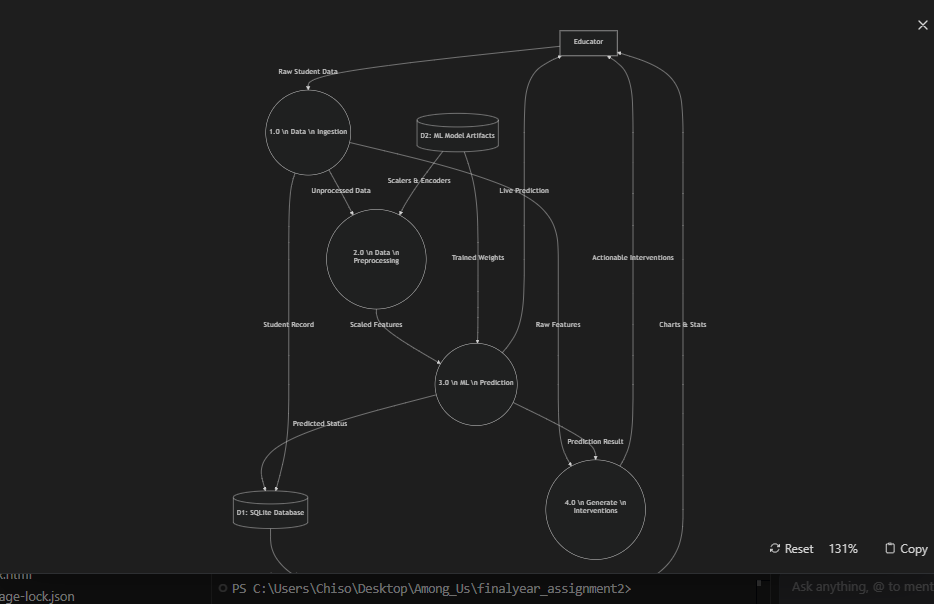 Educator
Raw Student Data
1.0 \n Data \n Ingestion
D2: ML Model Artifacts
Scalers & Encoders
Unprocessed Data
Live Prediction
2.0 \n Data \n
Preprocessing
Trained Weights
Actionable Interventions
Student Record
Scaled Features
Raw Features
Charts & Stats
3.0 \n ML \n Prediction
Predicted Status
Prediction Result
4.0 \n Generate \n
Interventions
D1: SQLite Database
Reset
131%
Copy
age-lock.json
PS C:\Users\Chiso\Desktop\Among_Us\finalyear_assignment2>
Ask anything, @ to ment